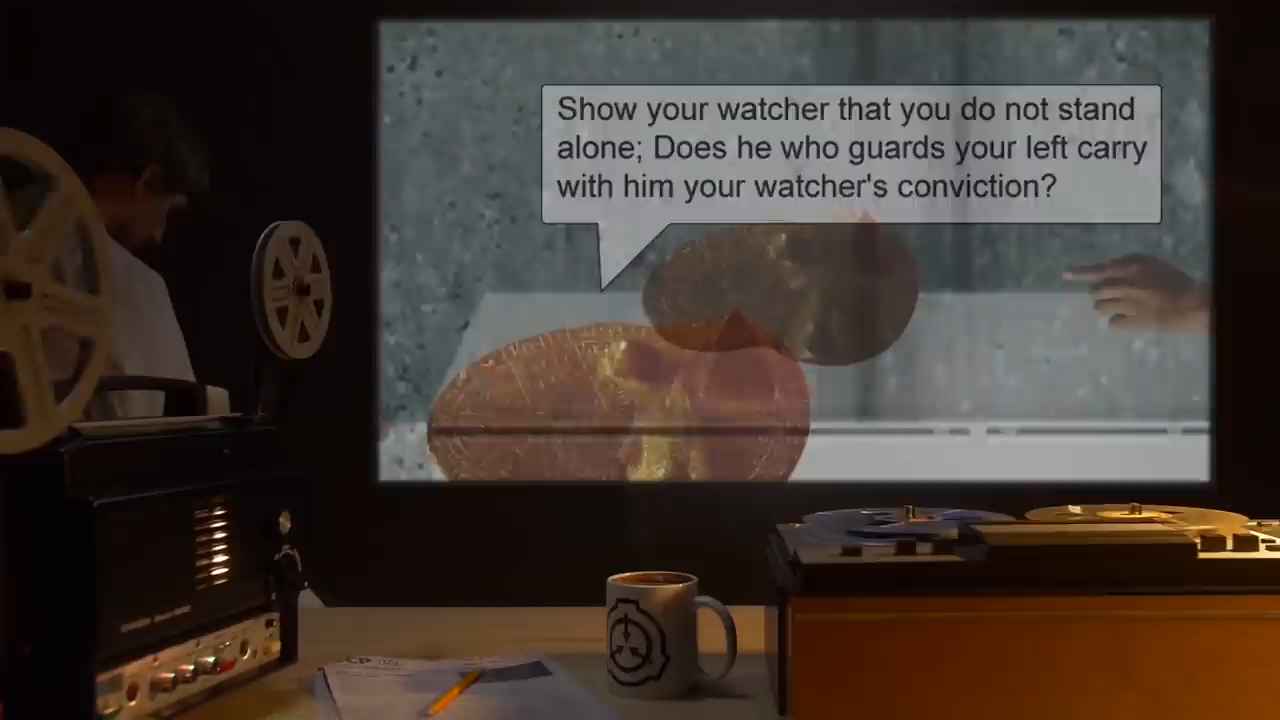 Show your watcher that you do not stand
alone; Does he who guards your left carry
with him your watcher's conviction?
CP